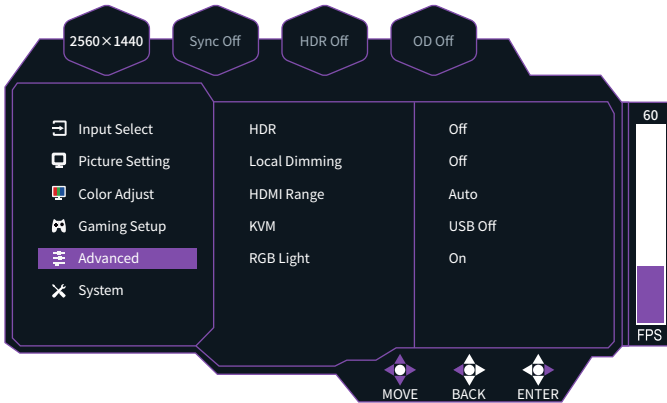 2560×1440
Sync Off
HDR Off
OD Off
60
Input Select
Picture Setting
Color Adjust
Gaming Setup
Advanced
System
HDR
Off
Local Dimming
Off
HDMI Range
Auto
KVM
USB Off
RGB Light
On
FPS
MOVE
BACK
ENTER